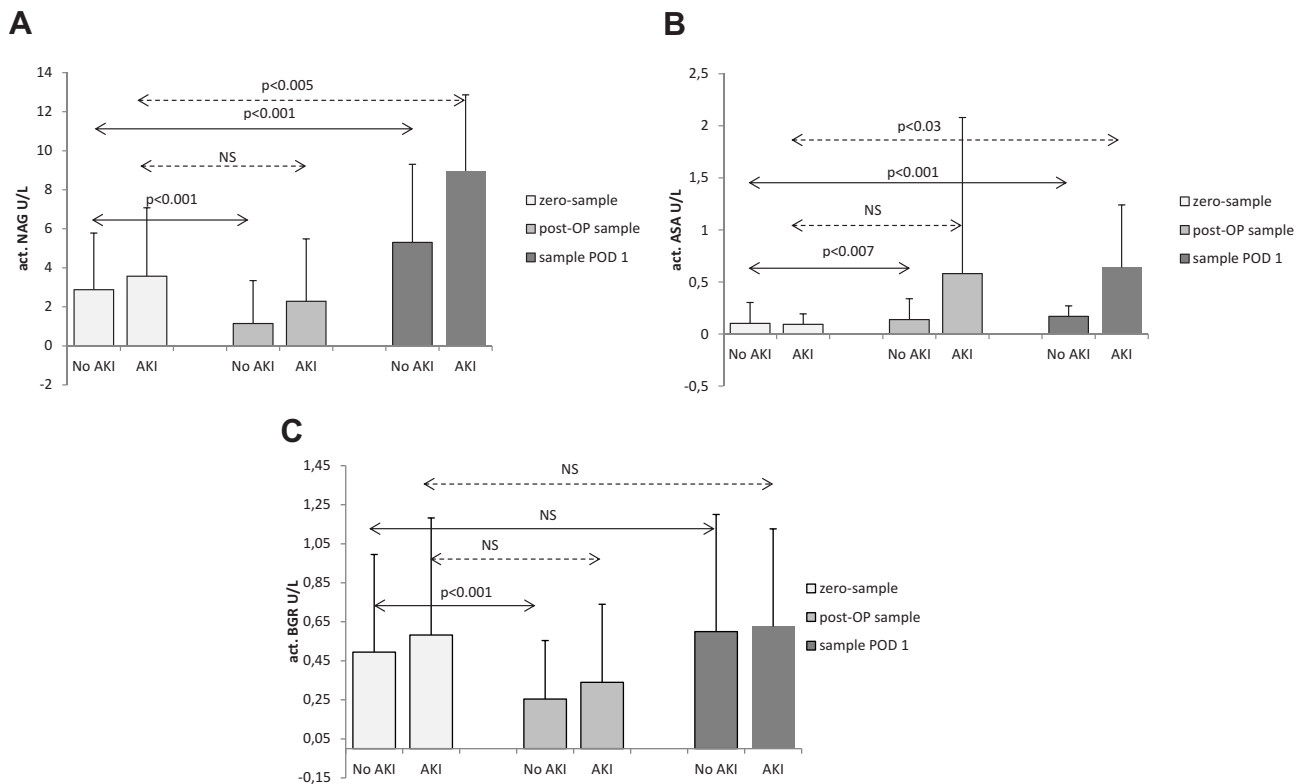 A
act. NAG U/L
14
12
10
8
6
4
2
0
-2
p<0.005
p<0.001
NS
p<0.001
No AKI
AKI
No AKI
AKI
No AKI
AKI
zero-sample
post-OP sample
sample POD 1
B
act. ASA U/L
2,5
2
1,5
1
0,5
0
-0,5
p<0.03
p<0.001
NS
p<0.007
No AKI
AKI
No AKI
AKI
No AKI
AKI
zero-sample
post-OP sample
sample POD 1
C
act. BGR U/L
1,45
1,25
1,05
0,85
0,65
0,45
0,25
0,05
-0,15
NS
NS
NS
p<0.001
No AKI
AKI
No AKI
AKI
No AKI
AKI
zero-sample
post-OP sample
sample POD 1